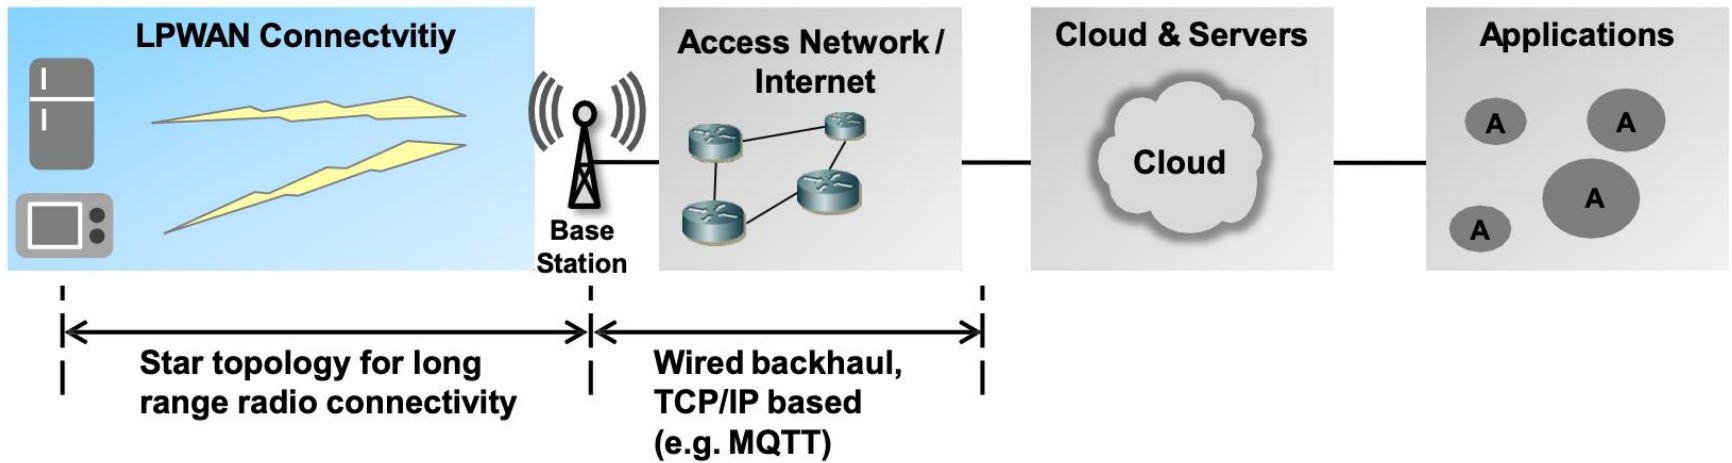 LPWAN Connectvitiy
Access Network /
Internet
Cloud & Servers
Applications
Cloud
A
A
A
A
Base
Station
Star topology for long
range radio connectivity
Wired backhaul,
TCP/IP based
(e.g. MQTT)